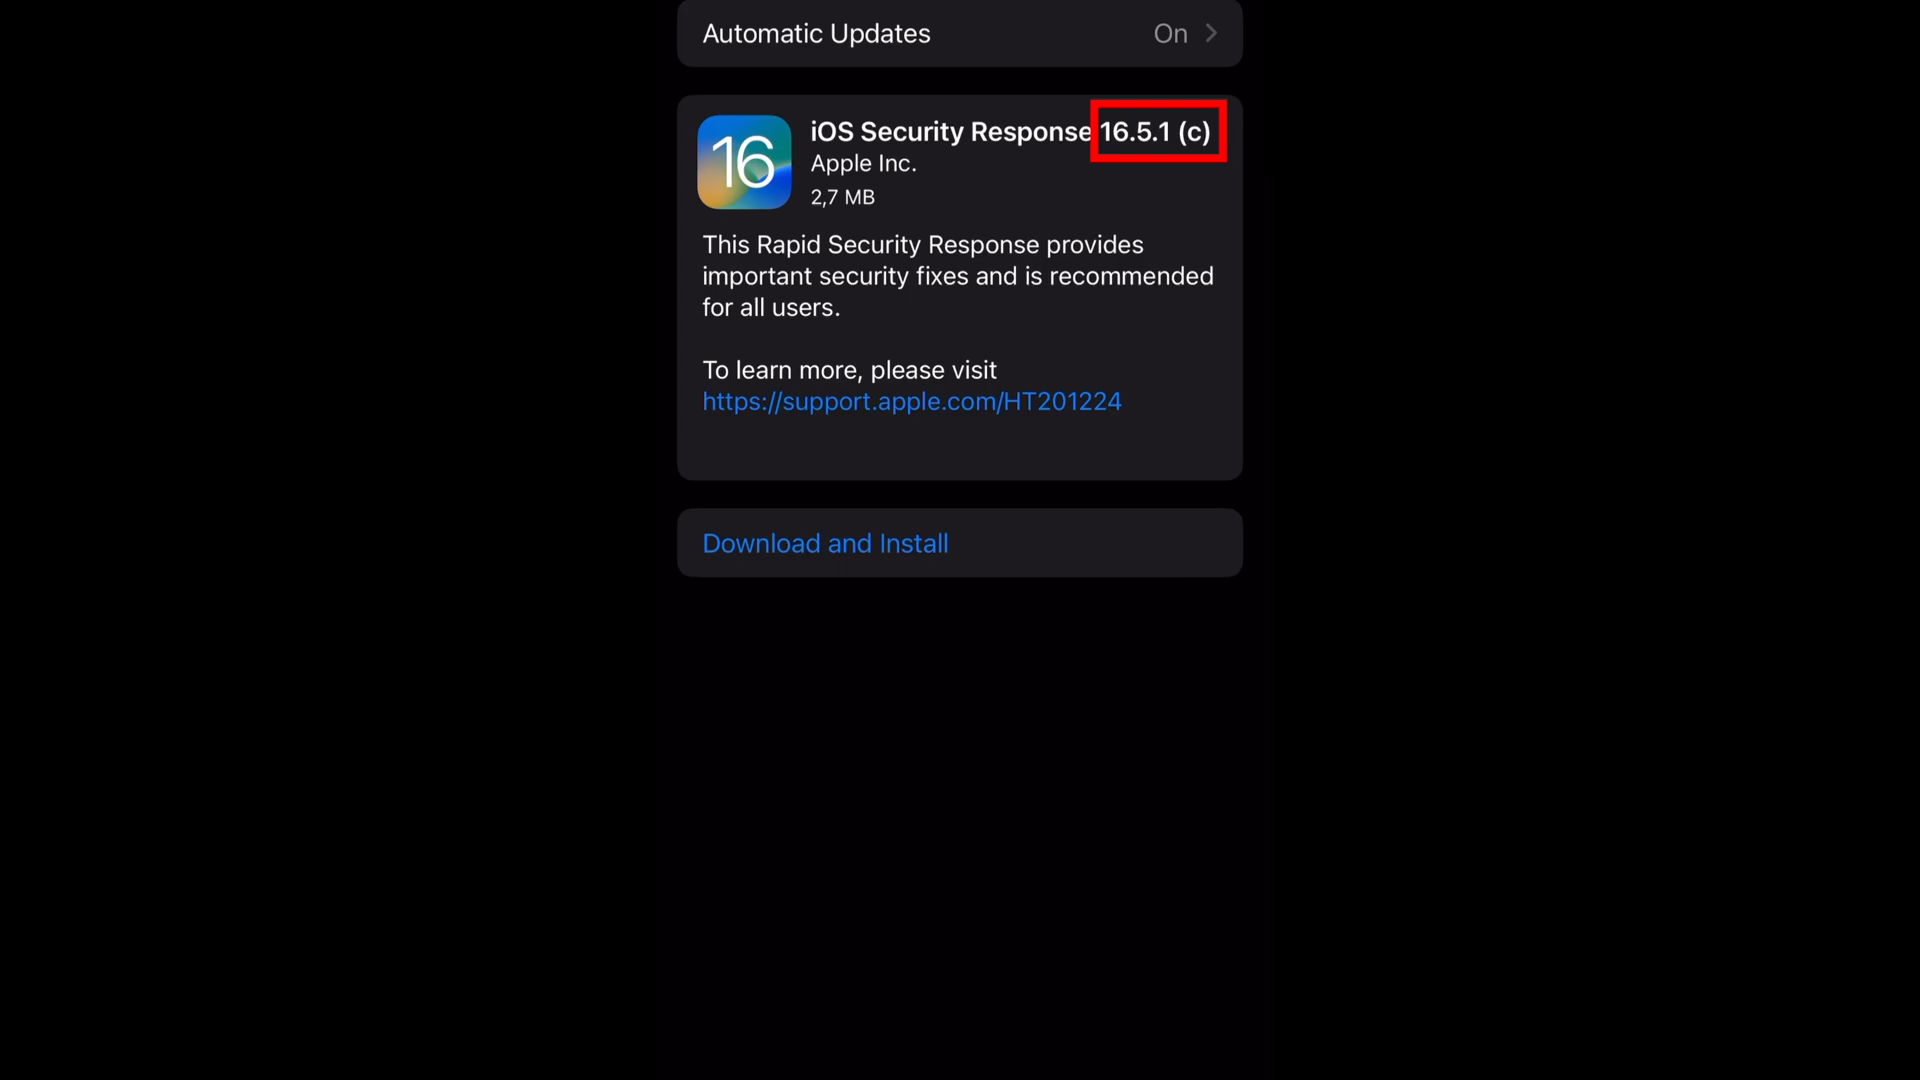 Automatic Updates On
16
iOS Security Response 16.5.1 (c)
Apple Inc.
2,7 MB
This Rapid Security Response provides
important security fixes and is recommended
for all users.
To learn more, please visit
https://support.apple.com/HT201224
Download and Install